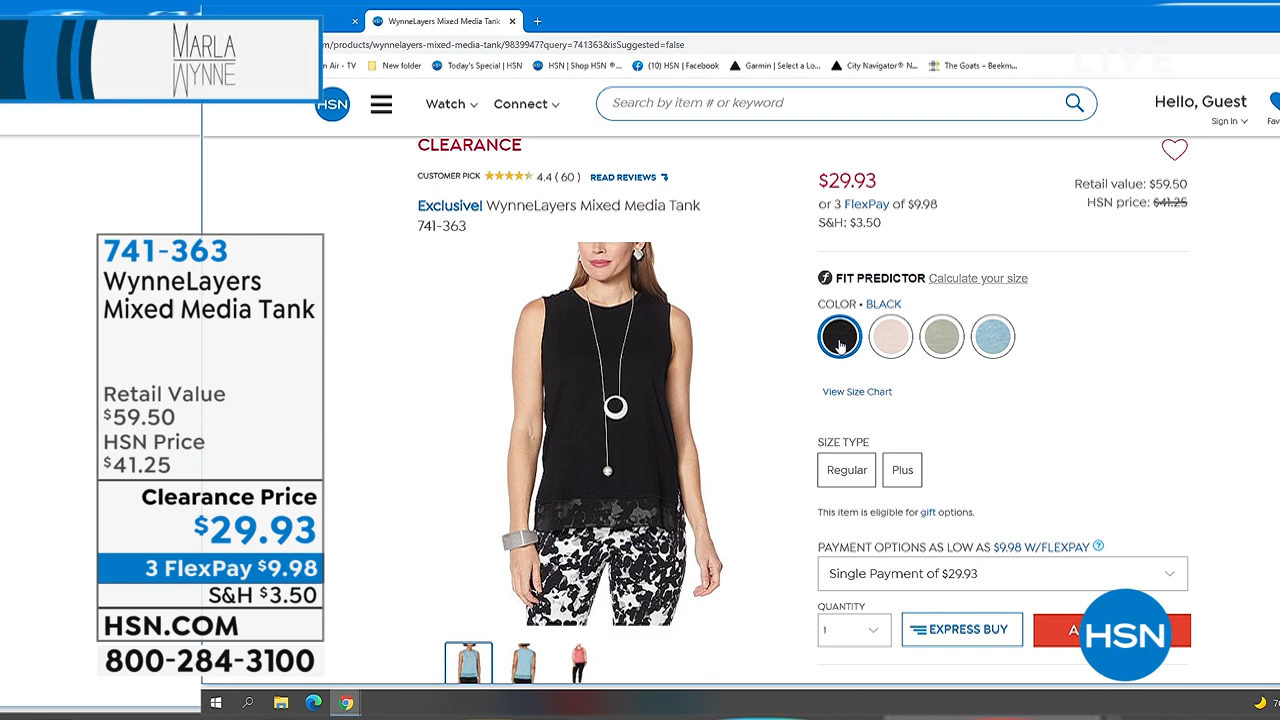 MARLA
WYNNE
741-363
WynneLayers
Mixed Media Tank
Retail Value
$59.50
HSN Price
$41.25
Clearance Price
$29.93
3 FlexPay $9.98
S&H $3.50
HSN.COM
800-284-3100
WynneLayers Mixed Media Tank
m/products/wynnelayers-mixed-media-tank/9839947?query=741363&isSuggested=false
n Air - TV
New folder
Today's Special | HSN
HSN | Shop HSN ®...
(10) HSN | Facebook
Garmin | Select a Lo...
City Navigator® N...
The Goats – Beekm...
LIVE
HSN
Watch
Connect
Search by item # or keyword
Hello, Guest
Sign In
Fav
CLEARANCE
CUSTOMER PICK 4.4 ( 60 ) READ REVIEWS
Exclusive! WynneLayers Mixed Media Tank
741-363
$29.93
or 3 FlexPay of $9.98
S&H: $3.50
Retail value: $59.50
HSN price: $41.25
FIT PREDICTOR Calculate your size
COLOR • BLACK
View Size Chart
SIZE TYPE
Regular
Plus
This item is eligible for gift options.
PAYMENT OPTIONS AS LOW AS $9.98 W/FLEXPAY
Single Payment of $29.93
QUANTITY
1
EXPRESS BUY
A
HSN